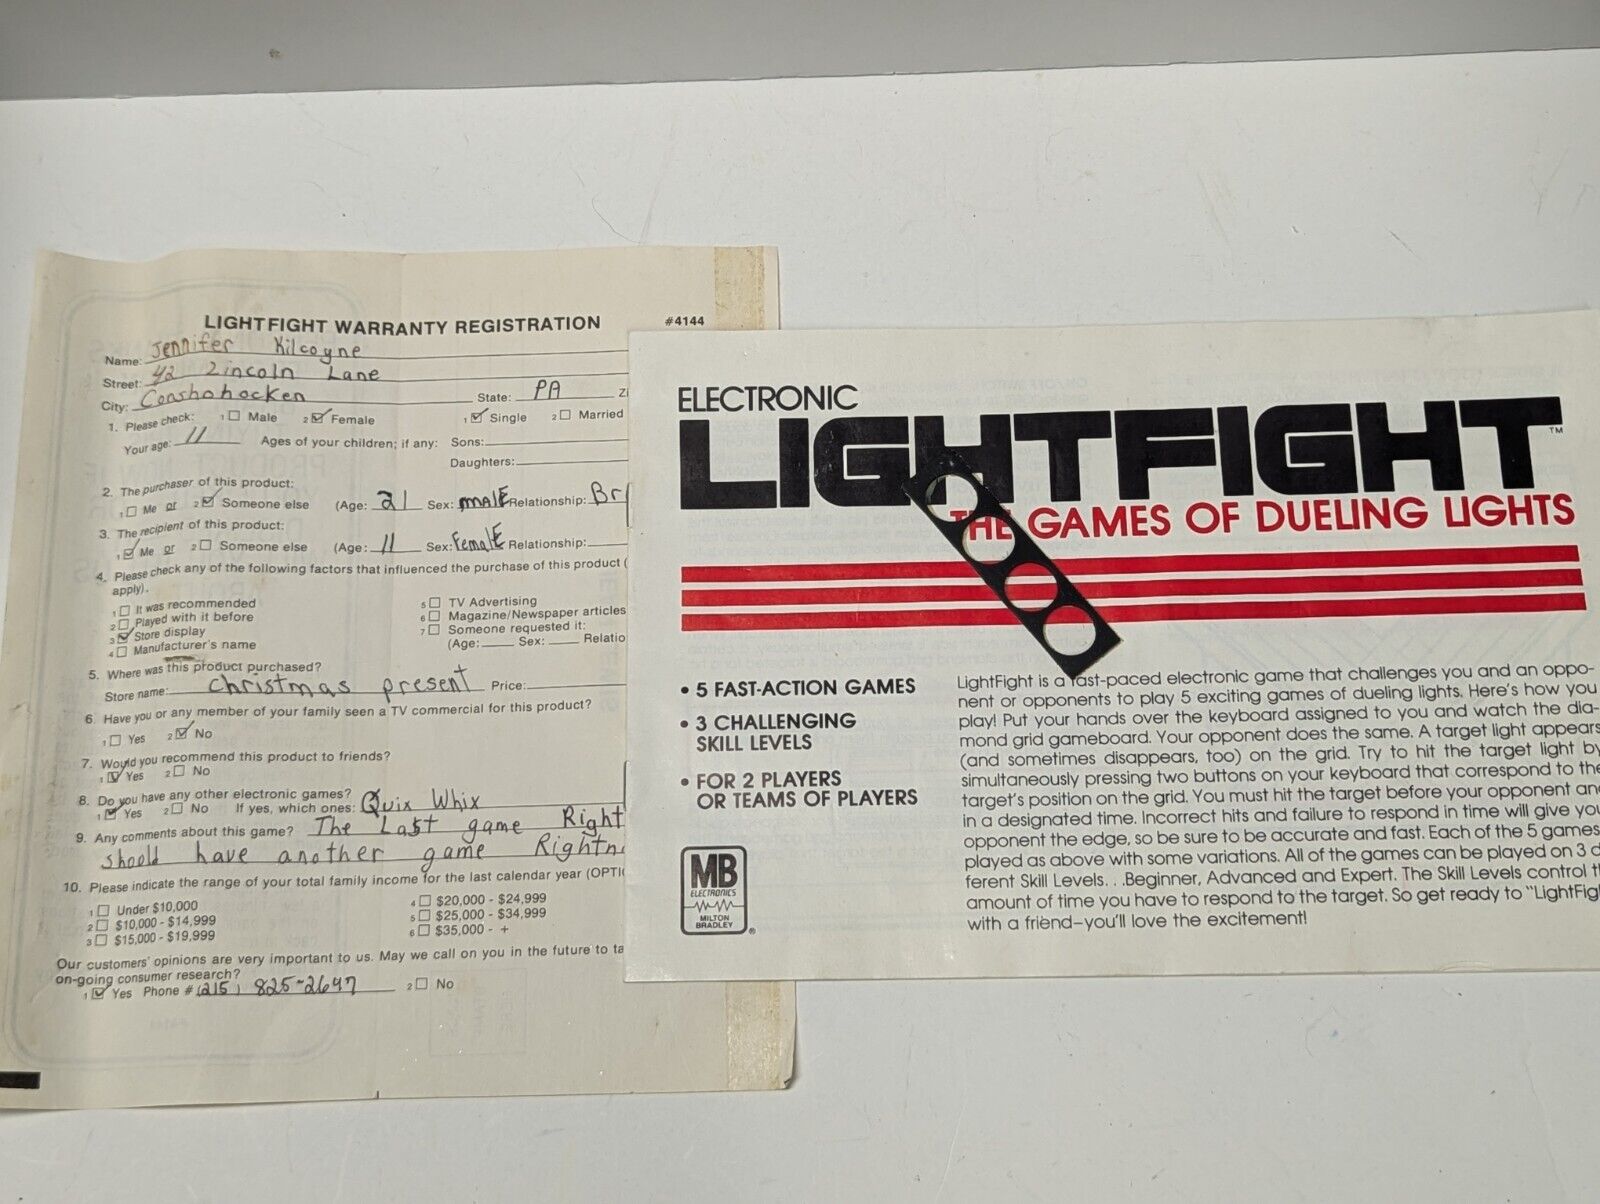 LIGHTFIGHT WARRANTY REGISTRATION #4144
Name: Jennifer Kilcoyne
Street: 42 Lincoln Lane
City: Conshohocken State: PA
1. Please check: 1 Male 2 Female 1 Single 2 Married
Your age: 11 Ages of your children; if any: Sons:
Daughters:
2. The purchaser of this product:
1 Me or 2 Someone else (Age: 21 Sex: malE Relationship:
3. The recipient of this product:
1 Me or 2 Someone else (Age: 11 Sex: FemalE Relationship:
4. Please check any of the following factors that influenced the purchase of this product (
apply).
1 It was recommended 5 TV Advertising
2 Played with it before 6 Magazine/Newspaper articles
3 Store display 7 Someone requested it:
4 Manufacturer's name (Age: Sex: Relatio
5. Where was this product purchased?
Store name: christmas present Price:
6. Have you or any member of your family seen a TV commercial for this product?
1 Yes 2 No
7. Would you recommend this product to friends?
1 Yes 2 No
8. Do you have any other electronic games?
1 Yes 2 No If yes, which ones: Quix Whix
9. Any comments about this game? The Last game Right
should have another game Rightn
10. Please indicate the range of your total family income for the last calendar year (OPTI
1 Under $10,000 4 $20,000 - $24,999
2 $10,000 - $14,999 5 $25,000 - $34,999
3 $15,000 - $19,999 6 $35,000 - +
Our customers' opinions are very important to us. May we call on you in the future to ta
on-going consumer research?
1 Yes Phone # (215) 825-2647 2 No
ELECTRONIC
LIGHTFIGHT™
THE GAMES OF DUELING LIGHTS
• 5 FAST-ACTION GAMES
• 3 CHALLENGING
SKILL LEVELS
• FOR 2 PLAYERS
OR TEAMS OF PLAYERS
MB
ELECTRONICS
MILTON
BRADLEY
®
LightFight is a fast-paced electronic game that challenges you and an oppo-
nent or opponents to play 5 exciting games of dueling lights. Here's how you
play! Put your hands over the keyboard assigned to you and watch the dia-
mond grid gameboard. Your opponent does the same. A target light appears
(and sometimes disappears, too) on the grid. Try to hit the target light by
simultaneously pressing two buttons on your keyboard that correspond to the
target's position on the grid. You must hit the target before your opponent and
in a designated time. Incorrect hits and failure to respond in time will give you
opponent the edge, so be sure to be accurate and fast. Each of the 5 games
played as above with some variations. All of the games can be played on 3 d
ferent Skill Levels. . .Beginner, Advanced and Expert. The Skill Levels control t
amount of time you have to respond to the target. So get ready to "LightFig
with a friend–you'll love the excitement!